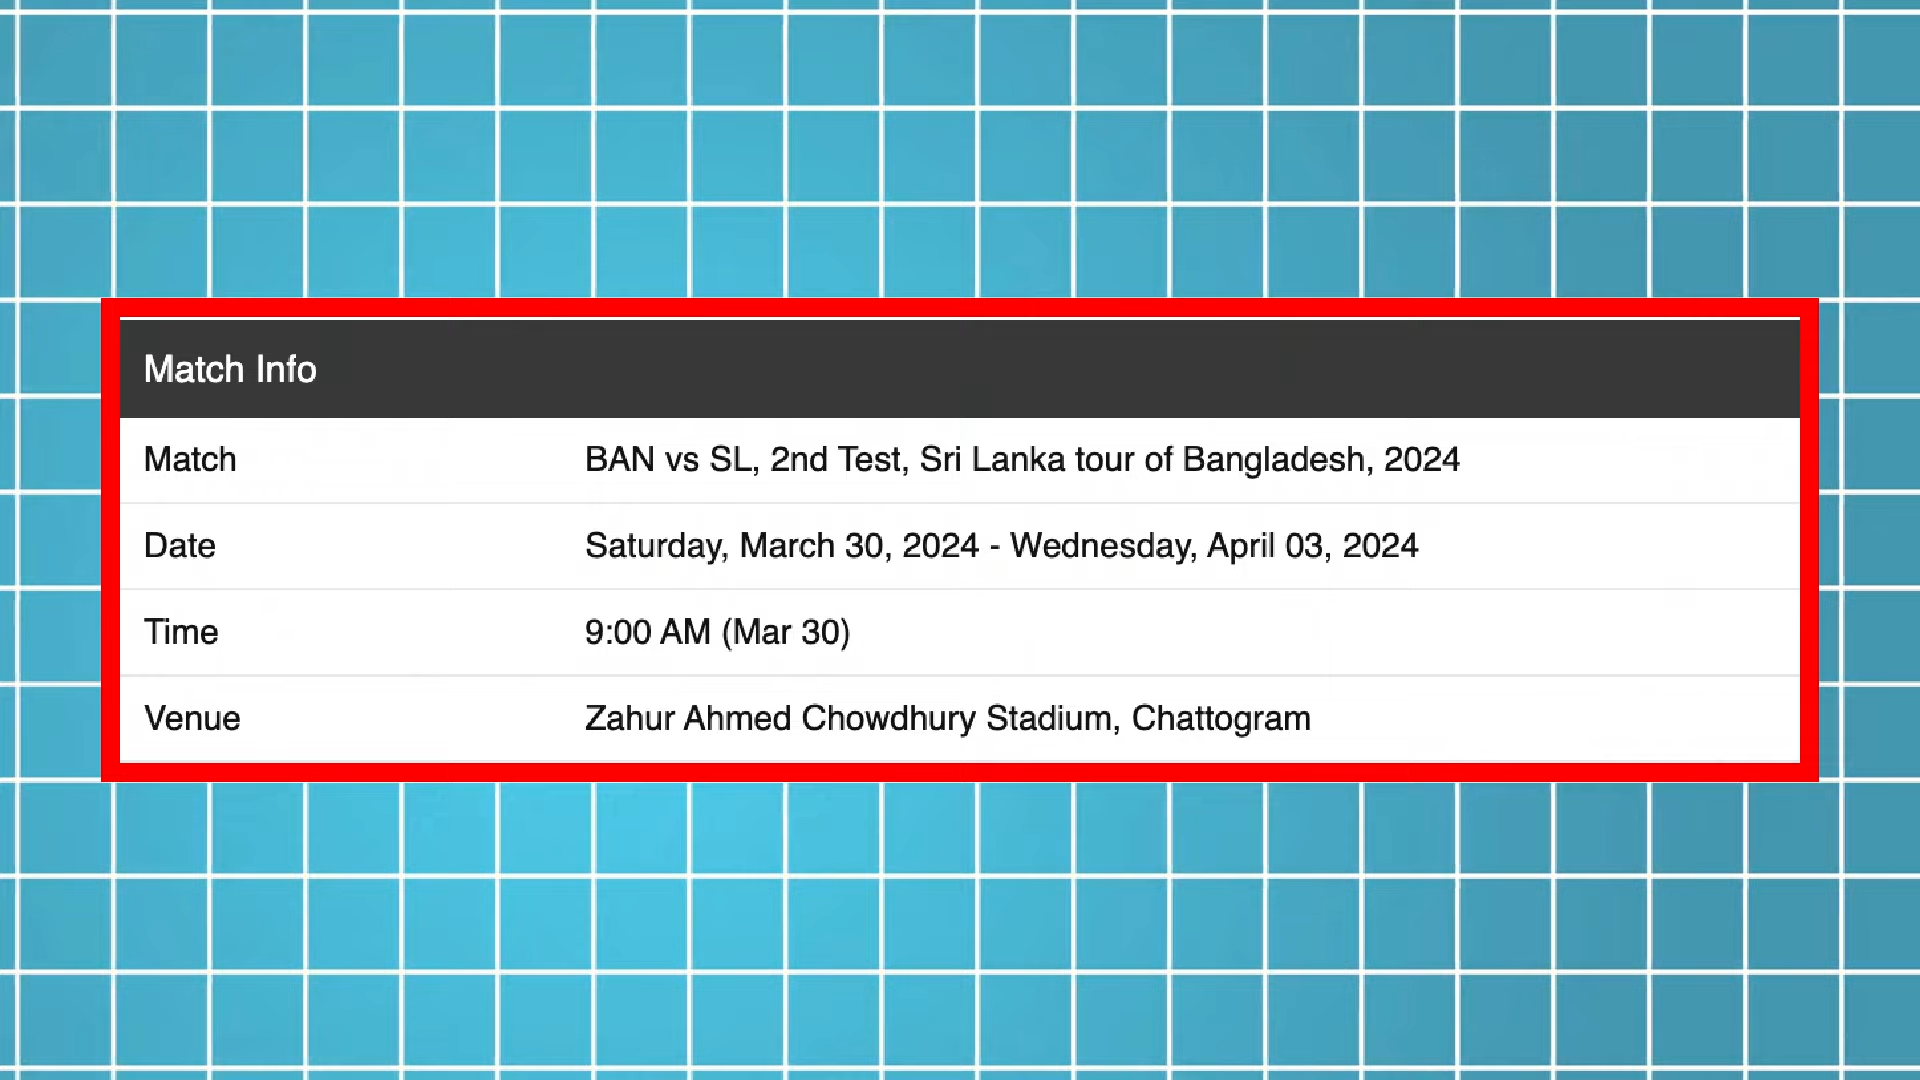 Match Info
Match BAN vs SL, 2nd Test, Sri Lanka tour of Bangladesh, 2024
Date Saturday, March 30, 2024 - Wednesday, April 03, 2024
Time 9:00 AM (Mar 30)
Venue Zahur Ahmed Chowdhury Stadium, Chattogram